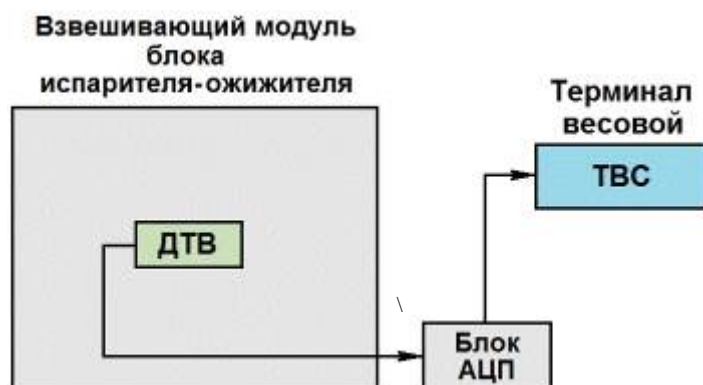 Взвешивающий модуль
блока
испарителя-ожижителя
Терминал
весовой
ТВС
ДТВ
\
Блок
АЦП